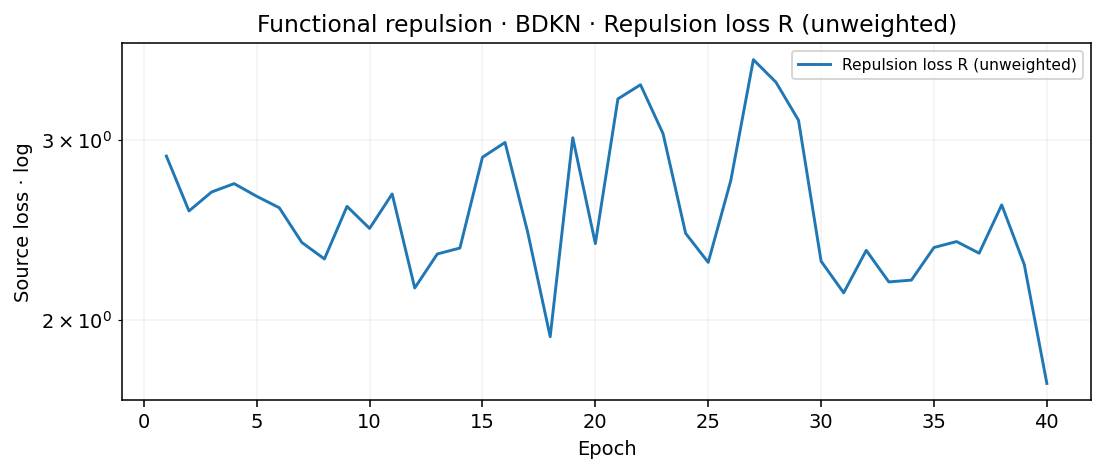 Functional repulsion · BDKN · Repulsion loss R (unweighted)
Repulsion loss R (unweighted)
Source loss · log
3 × 10⁰
2 × 10⁰
0 5 10 15 20 25 30 35 40
Epoch